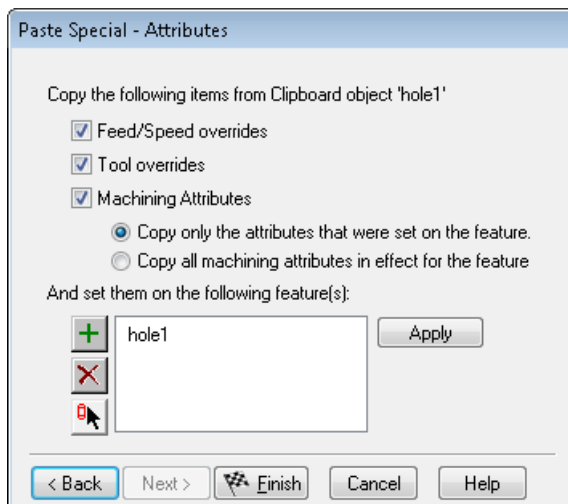 Paste Special - Attributes
Copy the following items from Clipboard object 'hole1'
Feed/Speed overrides
Tool overrides
Machining Attributes
Copy only the attributes that were set on the feature.
Copy all machining attributes in effect for the feature
And set them on the following feature(s):
hole1
Apply
< Back Next > Finish Cancel Help